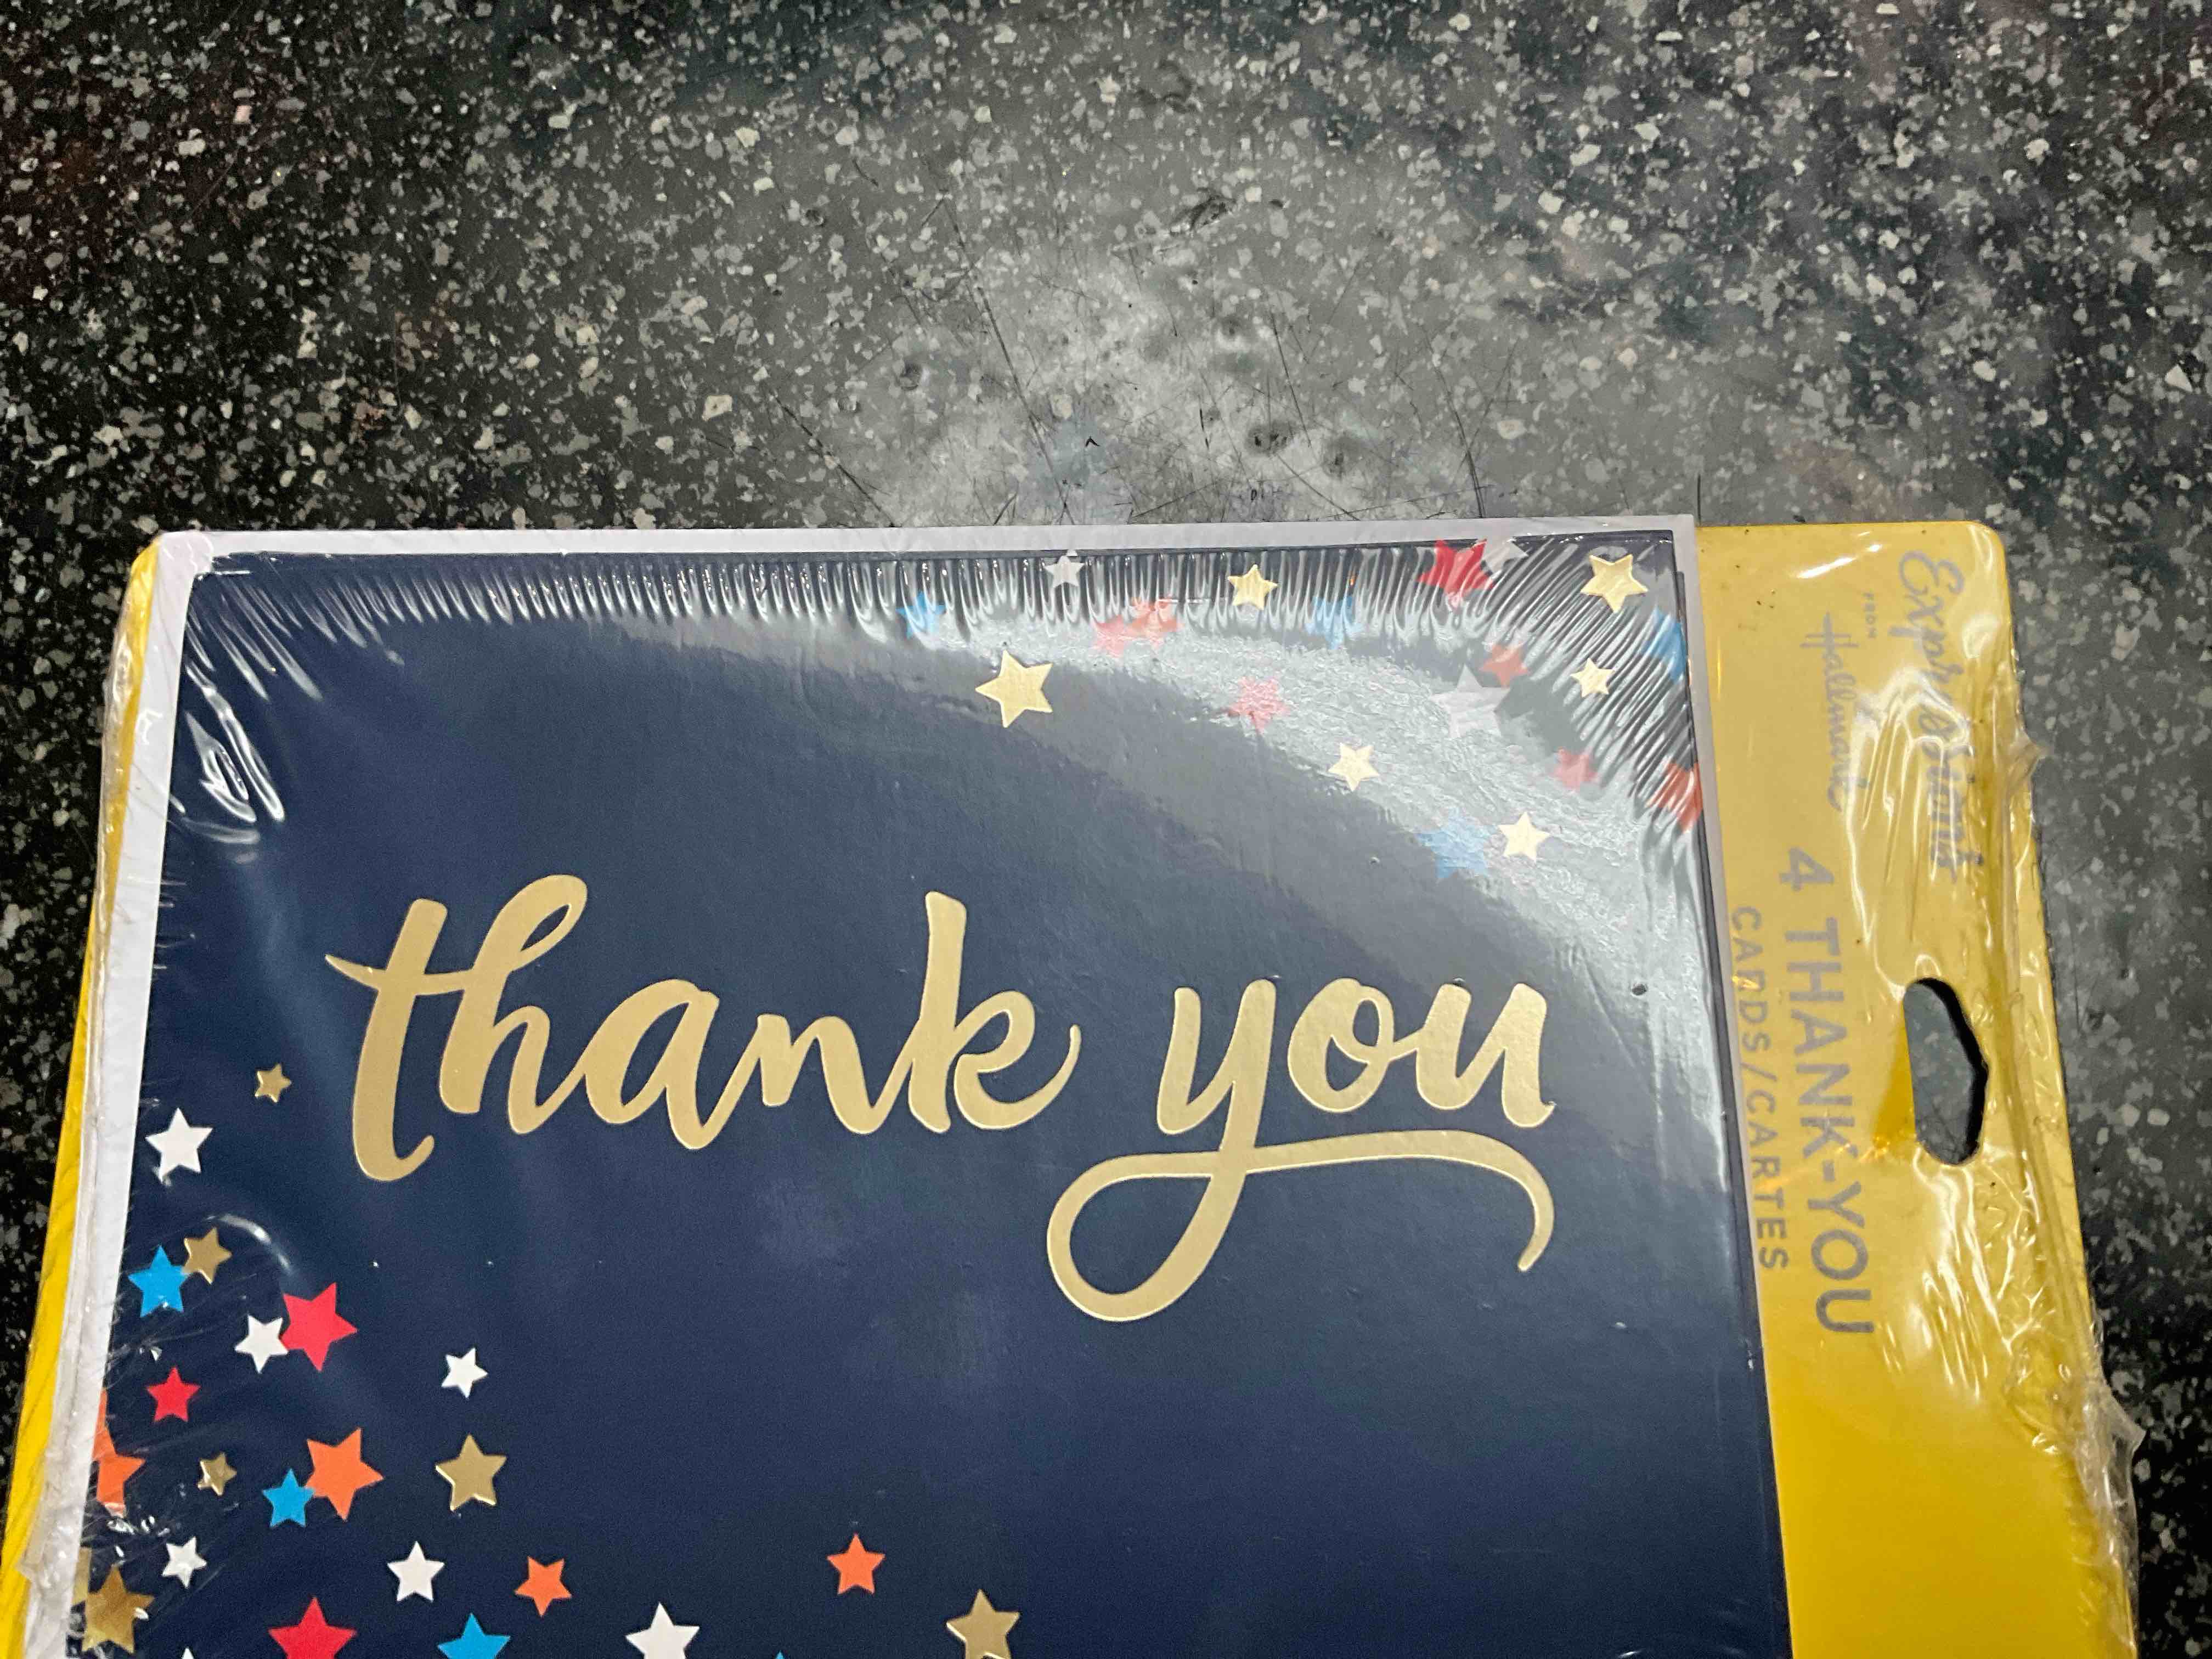 thank you
Expressions
FROM
Hallmark
4 THANK-YOU
CARDS/CARTES